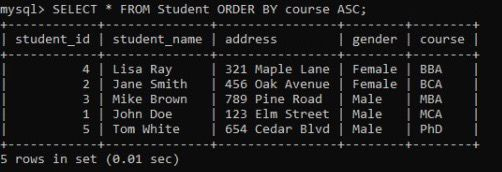 mysql> SELECT * FROM Student ORDER BY course ASC;
+------------+--------------+----------------+--------+--------+
| student_id | student_name | address        | gender | course |
+------------+--------------+----------------+--------+--------+
|          4 | Lisa Ray     | 321 Maple Lane | Female | BBA    |
|          2 | Jane Smith   | 456 Oak Avenue | Female | BCA    |
|          3 | Mike Brown   | 789 Pine Road  | Male   | MBA    |
|          1 | John Doe     | 123 Elm Street | Male   | MCA    |
|          5 | Tom White    | 654 Cedar Blvd | Male   | PhD    |
+------------+--------------+----------------+--------+--------+
5 rows in set (0.01 sec)